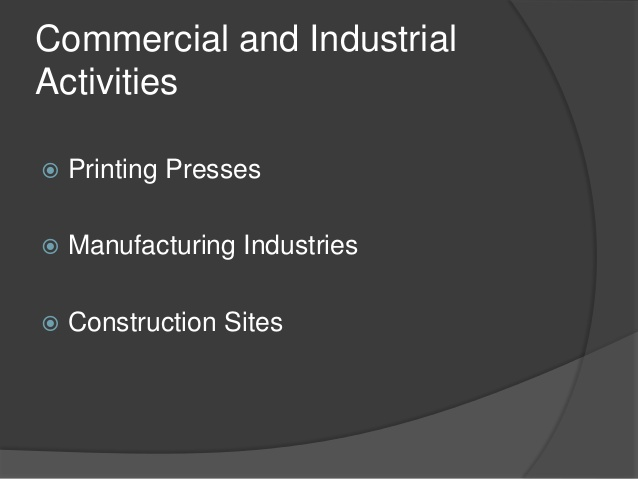 Commercial and Industrial
Activities
Printing Presses
Manufacturing Industries
Construction Sites